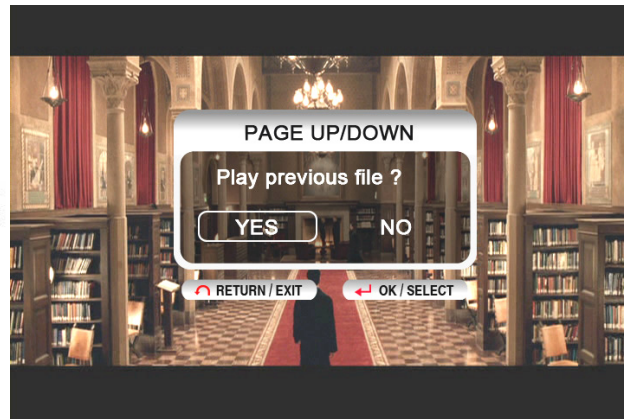 PAGE UP/DOWN
Play previous file ?
YES NO
RETURN / EXIT OK / SELECT